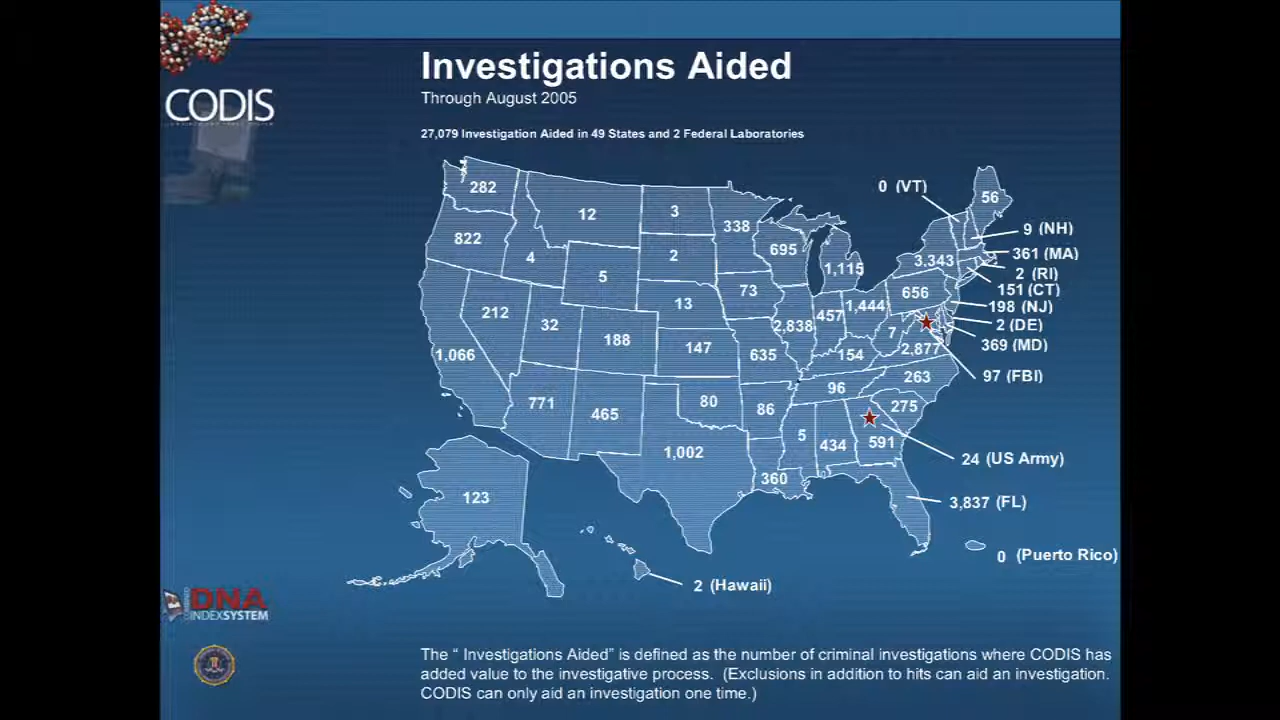 CODIS
Investigations Aided
Through August 2005
27,079 Investigation Aided in 49 States and 2 Federal Laboratories
0 (VT)
56
282
12
3
338
9 (NH)
822
4
2
695
3,343
361 (MA)
5
1,115
2 (RI)
73
656
151 (CT)
13
1,444
198 (NJ)
212
32
2,838
457
7
2 (DE)
188
147
2,877
369 (MD)
1,066
635
154
97 (FBI)
263
96
771
465
80
86
275
5
434
591
1,002
24 (US Army)
360
123
3,837 (FL)
0 (Puerto Rico)
2 (Hawaii)
DNA
INDEXSYSTEM
The “ Investigations Aided” is defined as the number of criminal investigations where CODIS has
added value to the investigative process. (Exclusions in addition to hits can aid an investigation.
CODIS can only aid an investigation one time.)